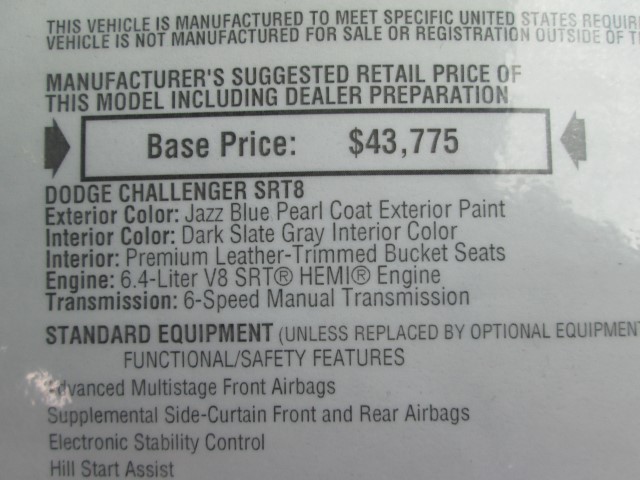 THIS VEHICLE IS MANUFACTURED TO MEET SPECIFIC UNITED STATES
VEHICLE IS NOT MANUFACTURED FOR SALE OR REGISTRATION OUTSIDE OF
MANUFACTURER'S SUGGESTED RETAIL PRICE OF
THIS MODEL INCLUDING DEALER PREPARATION
Base Price: $43,775
DODGE CHALLENGER SRT8
Exterior Color: Jazz Blue Pearl Coat Exterior Paint
Interior Color: Dark Slate Gray Interior Color
Interior: Premium Leather-Trimmed Bucket Seats
Engine: 6.4-Liter V8 SRT® HEMI® Engine
Transmission: 6-Speed Manual Transmission
STANDARD EQUIPMENT (UNLESS REPLACED BY OPTIONAL EQUIPMENT
FUNCTIONAL/SAFETY FEATURES
Advanced Multistage Front Airbags
Supplemental Side-Curtain Front and Rear Airbags
Electronic Stability Control
Hill Start Assist